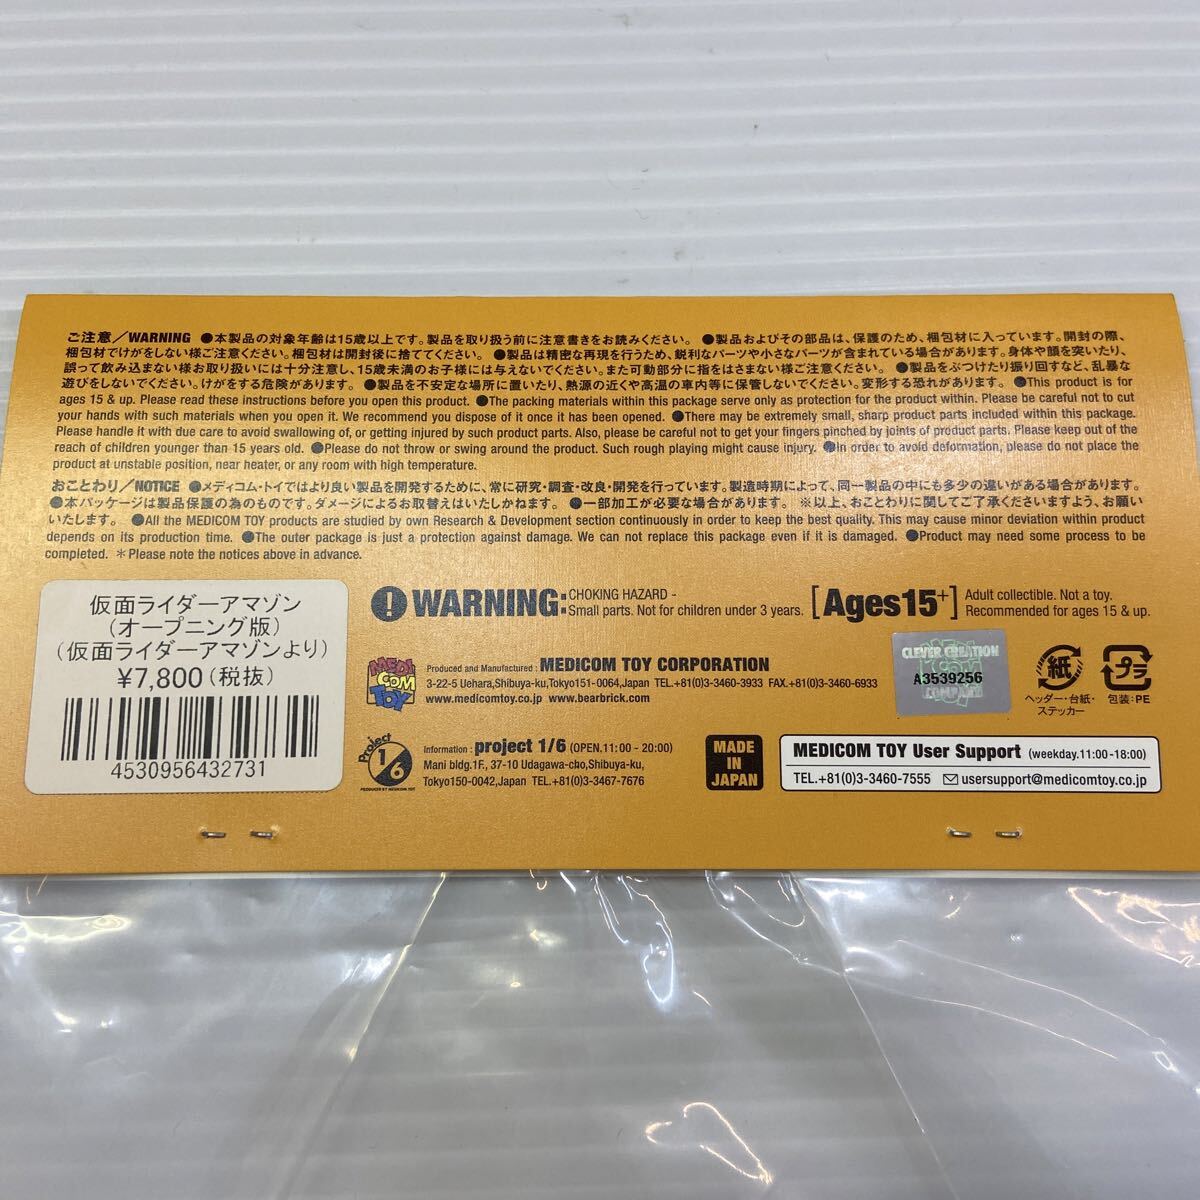 ご注意／WARNING ●本製品の対象年齢は15歳以上です。製品を取り扱う前に注意書きをお読みください。 ●製品およびその部品は、保護のため、梱包材に入っています。開封の際、
梱包材でけがをしない様ご注意ください。梱包材は開封後に捨ててください。 ●製品は精密な再現を行うため、鋭利なパーツや小さなパーツが含まれている場合があります。身体や顔を突いたり、
誤って飲み込まない様お取り扱いには十分注意し、15歳未満のお子様には与えないでください。また可動部分に指をはさまない様ご注意ください。 ●製品をぶつけたり振り回すなど、乱暴な
遊びをしないでください。けがをする危険があります。 ●製品を不安定な場所に置いたり、熱源の近くや高温の車内等に保管しないでください。変形する恐れがあります。 ●This product is for
ages 15 & up. Please read these instructions before you open this product. ●The packing materials within this package serve only as protection for the product within. Please be careful not to cut
your hands with such materials when you open it. We recommend you dispose of it once it has been opened. ●There may be extremely small, sharp product parts included within this package.
Please handle it with due care to avoid swallowing of, or getting injured by such product parts. Also, please be careful not to get your fingers pinched by joints of product parts. Please keep out of the
reach of children younger than 15 years old. ●Please do not throw or swing around the product. Such rough playing might cause injury. ●In order to avoid deformation, please do not place the
product at unstable position, near heater, or any room with high temperature.
おことわり／NOTICE ●メディコム・トイではより良い製品を開発するために、常に研究・調査・改良・開発を行っています。製造時期によって、同一製品の中にも多少の違いがある場合があります。
●本パッケージは製品保護の為のものです。ダメージによるお取替えはいたしかねます。 ●一部加工が必要な場合があります。 ※以上、おことわりに関してご了承くださいますよう、お願い
いたします。 ●All the MEDICOM TOY products are studied by own Research & Development section continuously in order to keep the best quality. This may cause minor deviation within product
depends on its production time. ●The outer package is just a protection against damage. We can not replace this package even if it is damaged. ●Product may need some process to be
completed. ＊Please note the notices above in advance.
仮面ライダーアマゾン
(オープニング版)
(仮面ライダーアマゾンより)
¥7,800(税抜)
4530956432731
WARNING: CHOKING HAZARD -
Small parts. Not for children under 3 years.
[Ages15+]
Adult collectible. Not a toy.
Recommended for ages 15 & up.
MEDI
COM
TOY
Produced and Manufactured : MEDICOM TOY CORPORATION
3-22-5 Uehara,Shibuya-ku,Tokyo151-0064,Japan TEL.+81(0)3-3460-3933 FAX.+81(0)3-3460-6933
www.medicomtoy.co.jp www.bearbrick.com
CLEVER CREATION
A3539256
COMPANY
紙
ヘッダー・台紙・
ステッカー
プラ
包装:PE
Project
1/6
PRODUCED BY MEDICOM TOY
Information : project 1/6 (OPEN.11:00 - 20:00)
Mani bldg.1F, 37-10 Udagawa-cho,Shibuya-ku,
Tokyo150-0042,Japan TEL.+81(0)3-3467-7676
MADE
IN
JAPAN
MEDICOM TOY User Support (weekday.11:00-18:00)
TEL.+81(0)3-3460-7555 usersupport@medicomtoy.co.jp